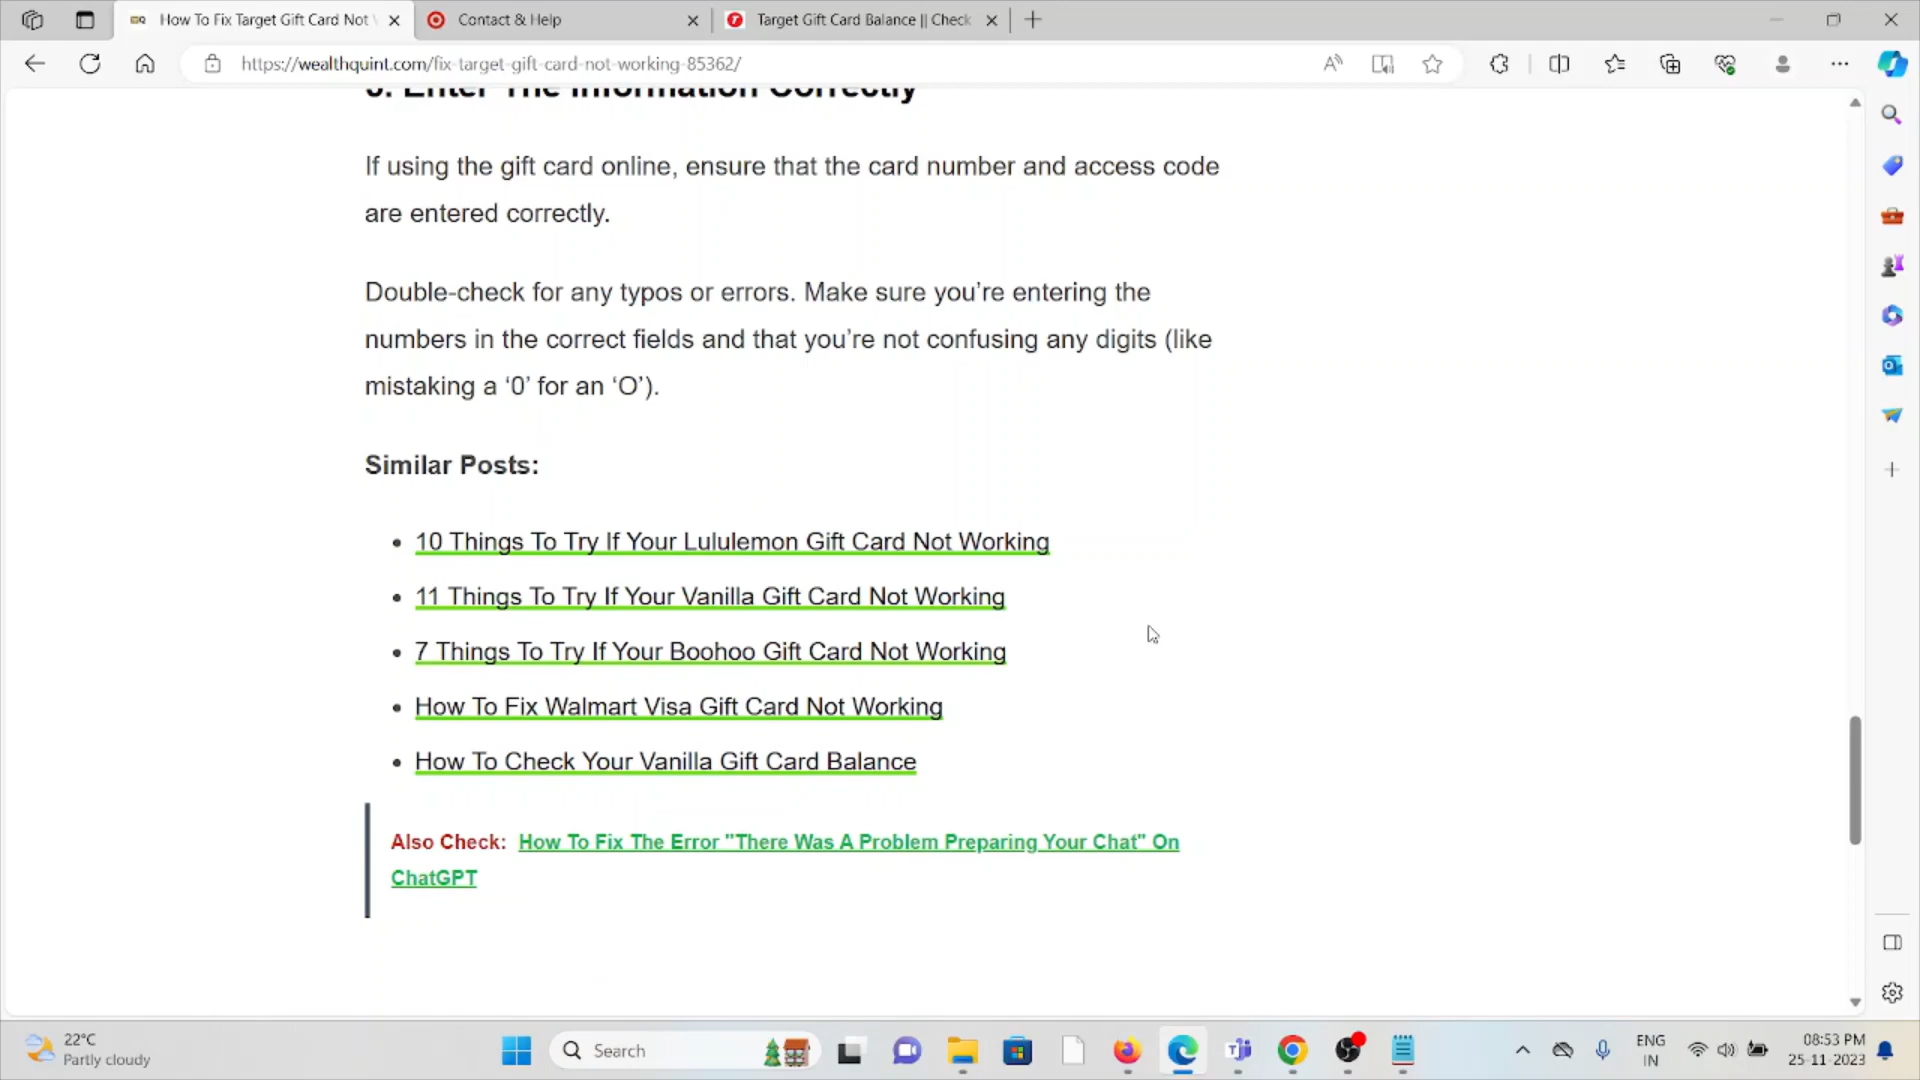 How To Fix Target Gift Card Not
Contact & Help
Target Gift Card Balance || Check
https://wealthquint.com/fix-target-gift-card-not-working-85362/
Enter The Information Correctly
If using the gift card online, ensure that the card number and access code
are entered correctly.
Double-check for any typos or errors. Make sure you’re entering the
numbers in the correct fields and that you’re not confusing any digits (like
mistaking a ‘0’ for an ‘O’).
Similar Posts:
10 Things To Try If Your Lululemon Gift Card Not Working
11 Things To Try If Your Vanilla Gift Card Not Working
7 Things To Try If Your Boohoo Gift Card Not Working
How To Fix Walmart Visa Gift Card Not Working
How To Check Your Vanilla Gift Card Balance
Also Check: How To Fix The Error "There Was A Problem Preparing Your Chat" On
ChatGPT
22°C
Partly cloudy
Search
ENG
IN
08:53 PM
25-11-2023